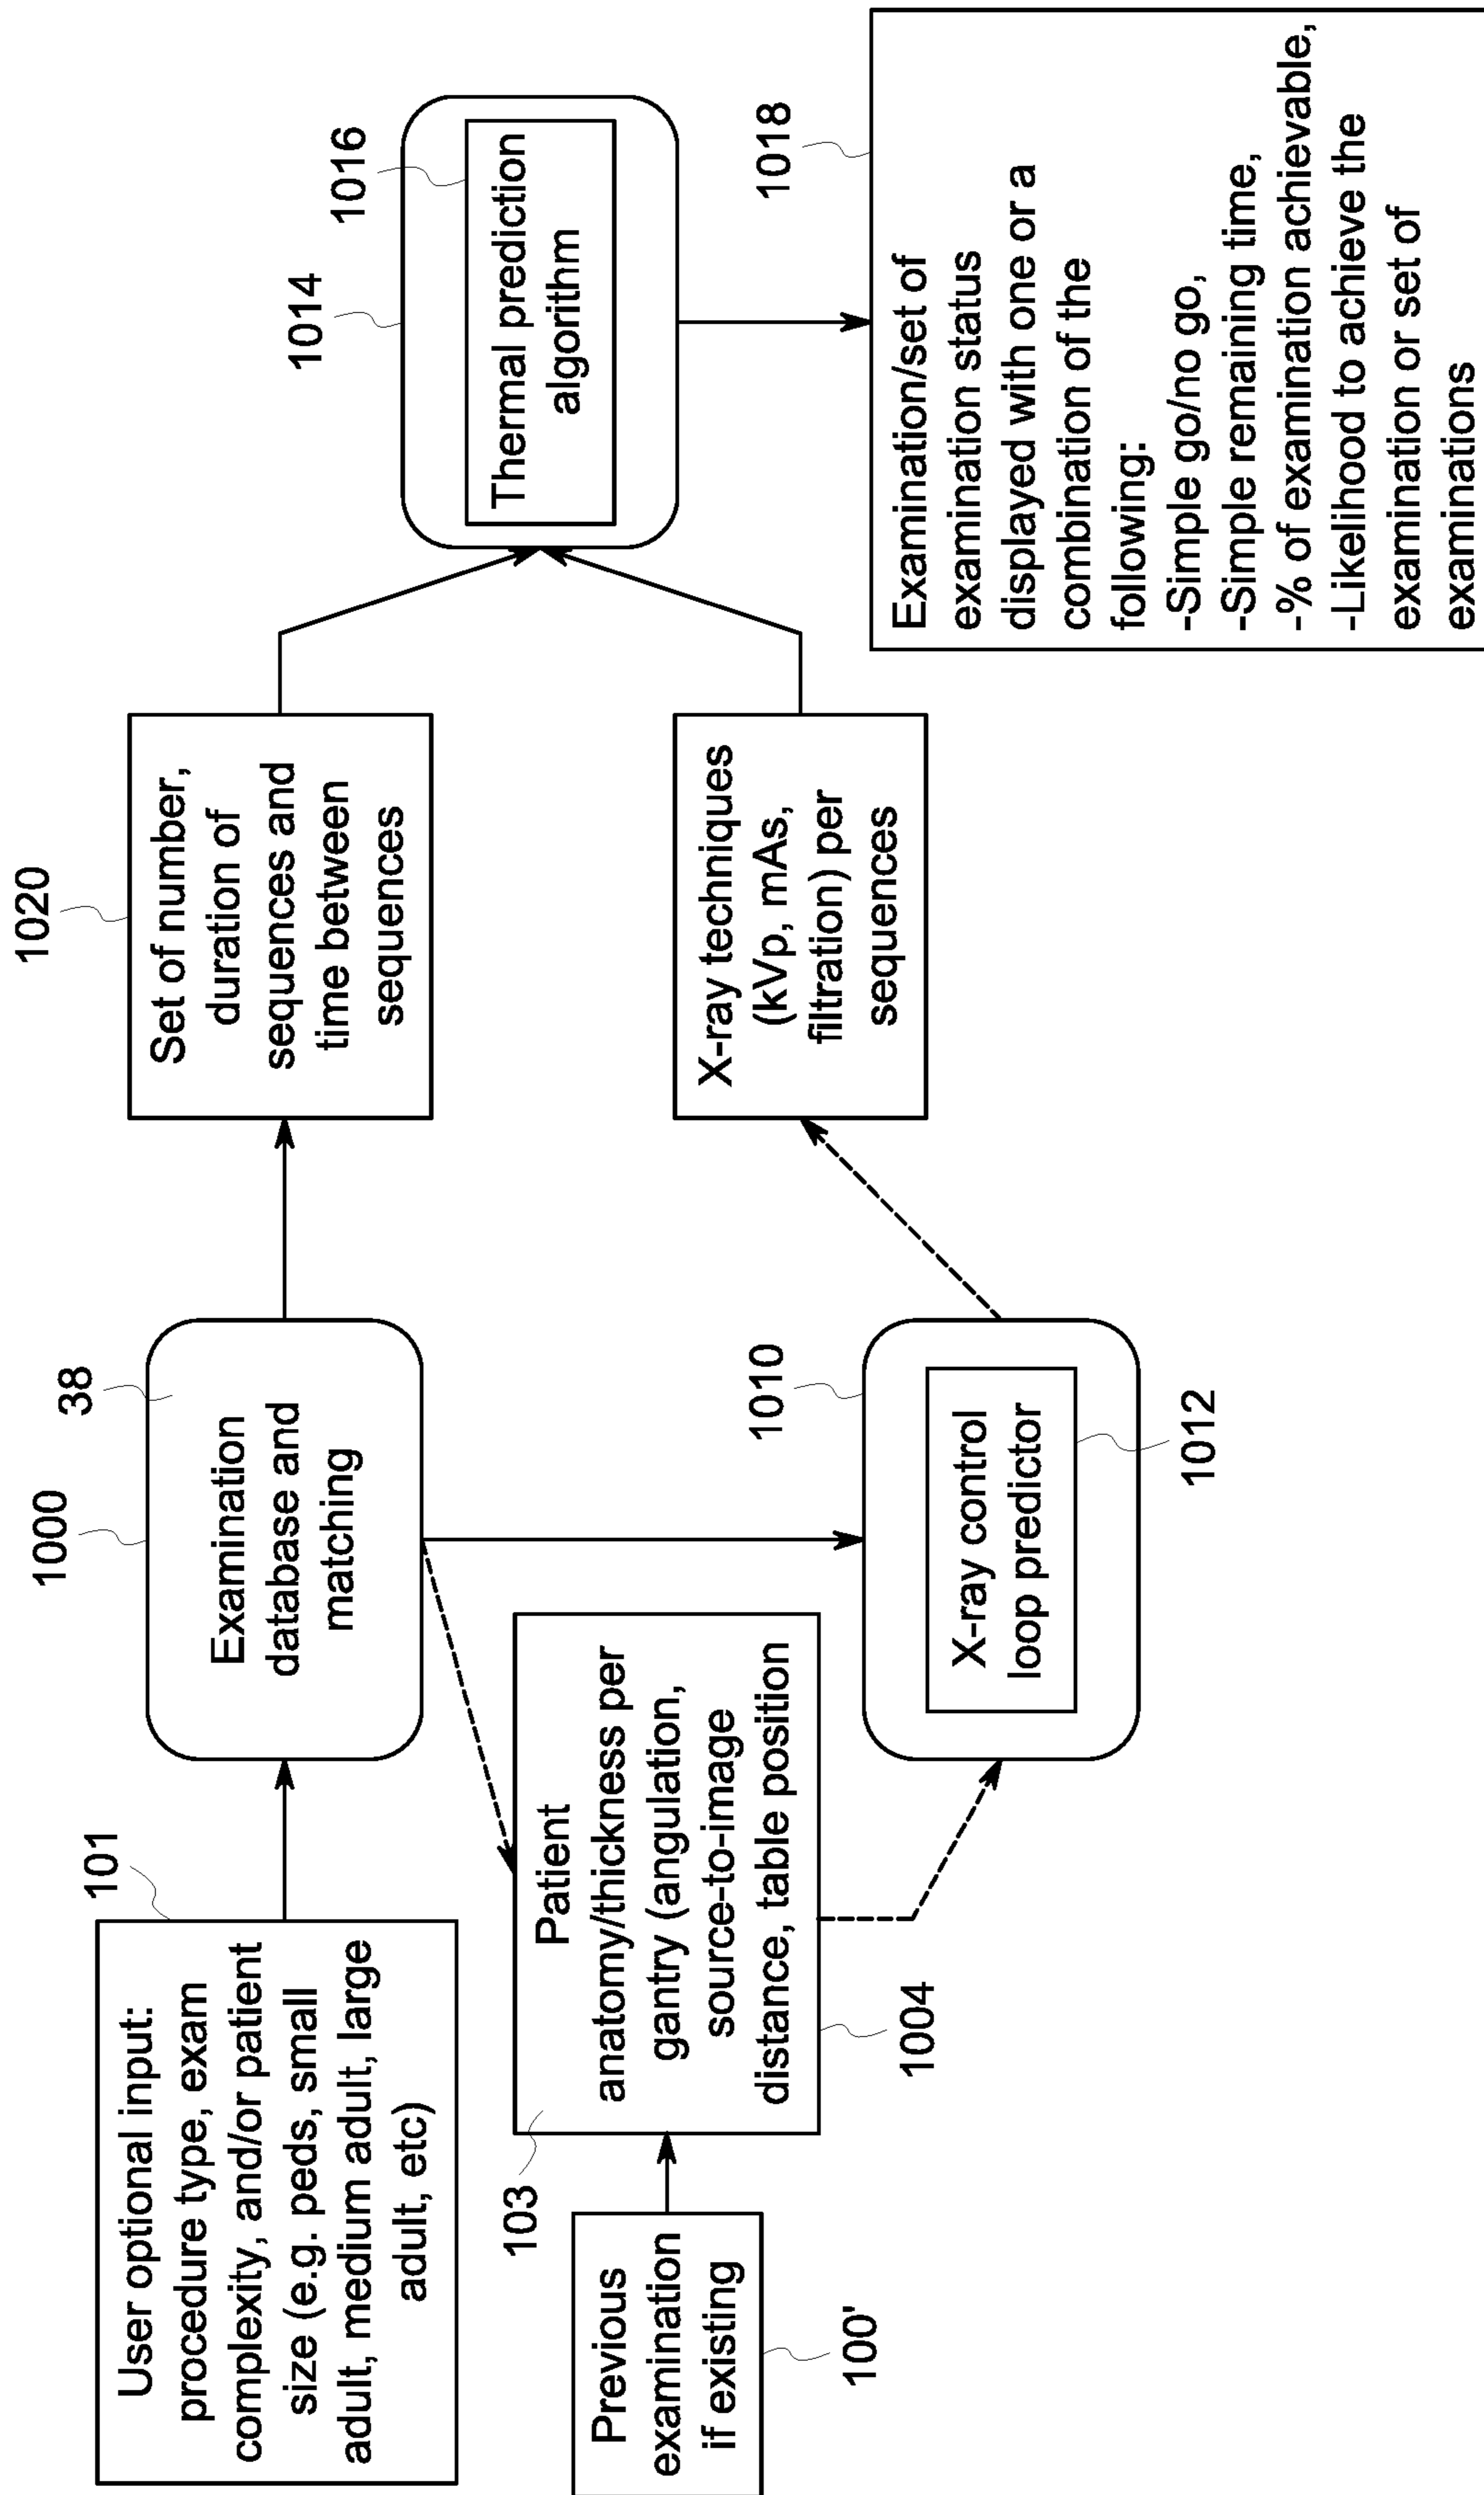 101
User optional input:
procedure type, exam
complexity, and/or patient
size (e.g. peds, small
adult, medium adult, large
adult, etc)
1000
38
Examination
database and
matching
1020
Set of number,
duration of
sequences and
time between
sequences
1014
1016
Thermal prediction
algorithm
100'
Previous
examination
if existing
103
Patient
anatomy/thickness per
gantry (angulation,
source-to-image
distance, table position
1004
1010
X-ray control
loop predictor
1012
X-ray techniques
(kVp, mAs,
filtration) per
sequences
1018
Examination/set of
examination status
displayed with one or a
combination of the
following:
-Simple go/no go,
-Simple remaining time,
-% of examination achievable,
-Likelihood to achieve the
examination or set of
examinations